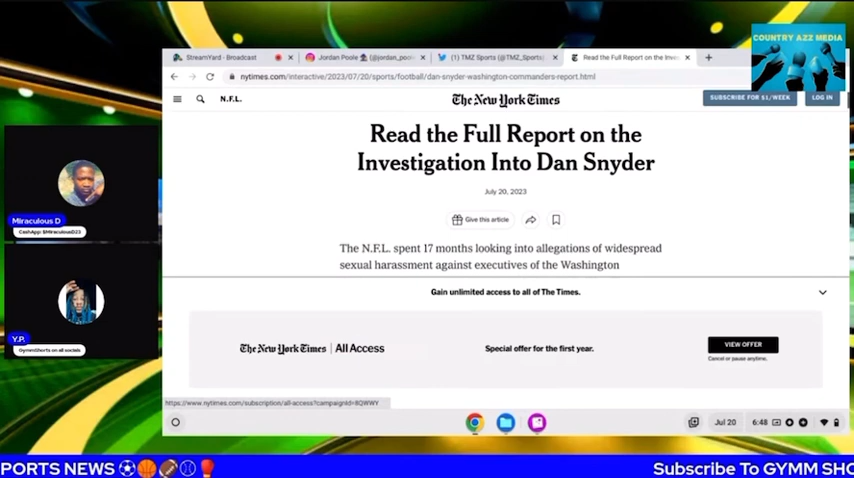 COUNTRY AZZ MEDIA
StreamYard - Broadcast
Jordan Poole
(@jordan_pool
(1) TMZ Sports (@TMZ_Sports)
Read the Full Report on the Inves
nytimes.com/interactive/2023/07/20/sports/football/dan-snyder-washington-commanders-report.html
N.F.L.
The New York Times
SUBSCRIBE FOR $1/WEEK
LOG IN
Read the Full Report on the
Investigation Into Dan Snyder
July 20, 2023
Give this article
The N.F.L. spent 17 months looking into allegations of widespread
sexual harassment against executives of the Washington
Gain unlimited access to all of The Times.
The New York Times | All Access
Special offer for the first year.
VIEW OFFER
Cancel or pause anytime.
https://www.nytimes.com/subscription/all-access?campaignId=8QWWY
Jul 20
6:48
Miraculous D
CashApp: $MiraculousD23
Y.P.
GymmShorts on all socials
PORTS NEWS
Subscribe To GYMM SHO